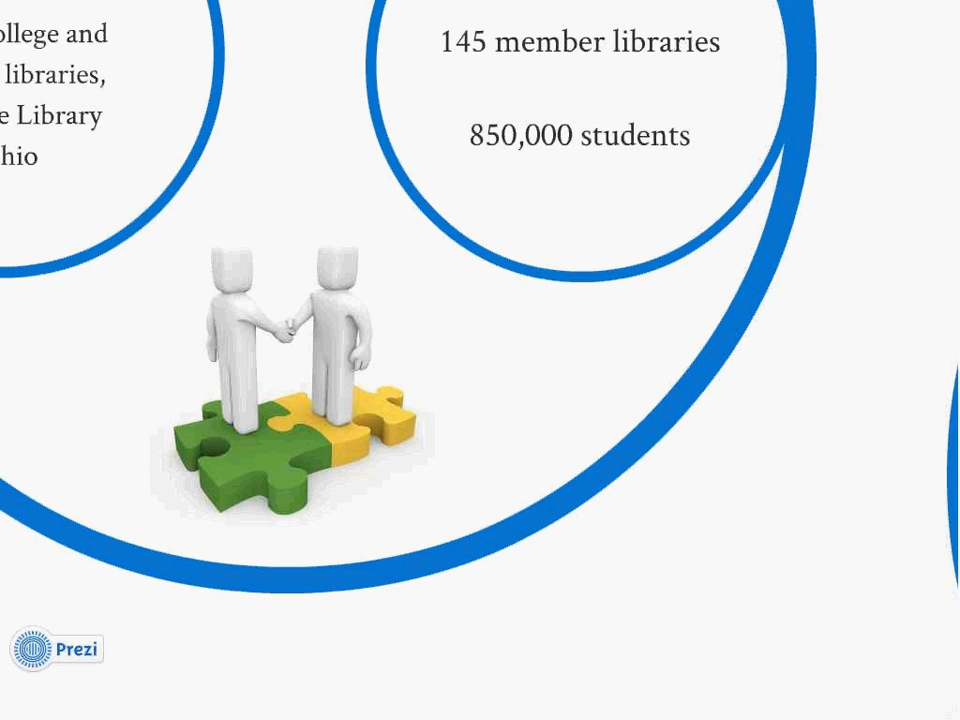 ollege and
libraries,
e Library
hio
145 member libraries
850,000 students
Prezi